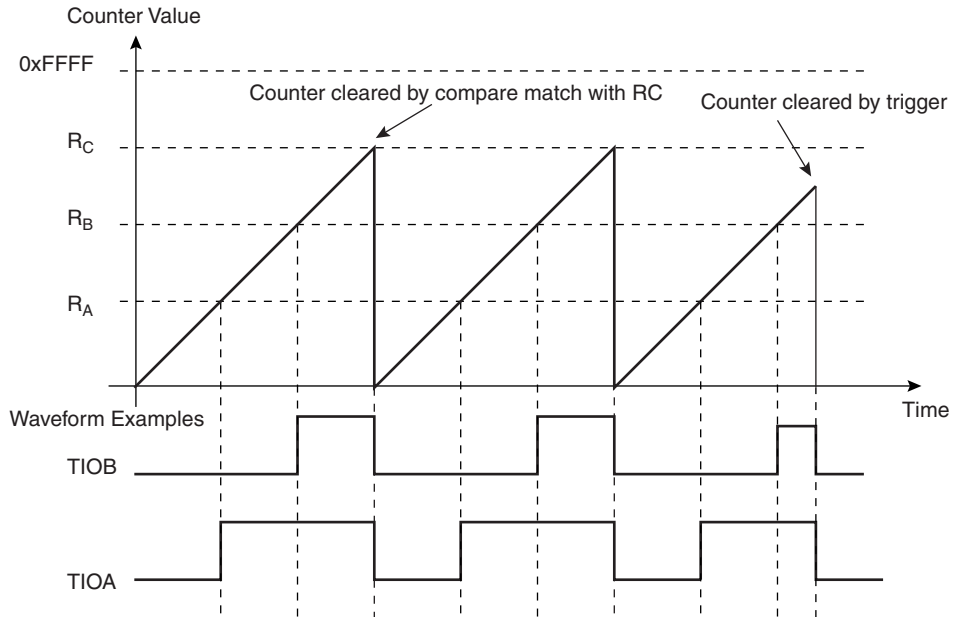 Counter Value
0xFFFF
Counter cleared by compare match with RC
Counter cleared by trigger
RC
RB
RA
Time
Waveform Examples
TIOB
TIOA